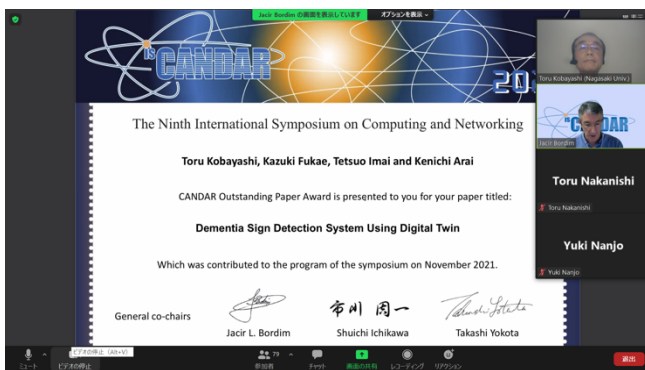 Jacir Bordim の画面を表示しています
オプションを表示
is CANDAR
The Ninth International Symposium on Computing and Networking
Toru Kobayashi, Kazuki Fukae, Tetsuo Imai and Kenichi Arai
CANDAR Outstanding Paper Award is presented to you for your paper titled:
Dementia Sign Detection System Using Digital Twin
Which was contributed to the program of the symposium on November 2021.
General co-chairs
市川 周一
Jacir L. Bordim
Shuichi Ichikawa
Takashi Yokota
Toru Kobayashi (Nagasaki Univ.)
Jacir Bordim
Toru Nakanishi
Toru Nakanishi
Yuki Nanjo
Yuki Nanjo
ビデオの停止 (Alt+V)
ミュート
ビデオの停止
79
参加者
チャット
画面の共有
レコーディング
リアクション
退出